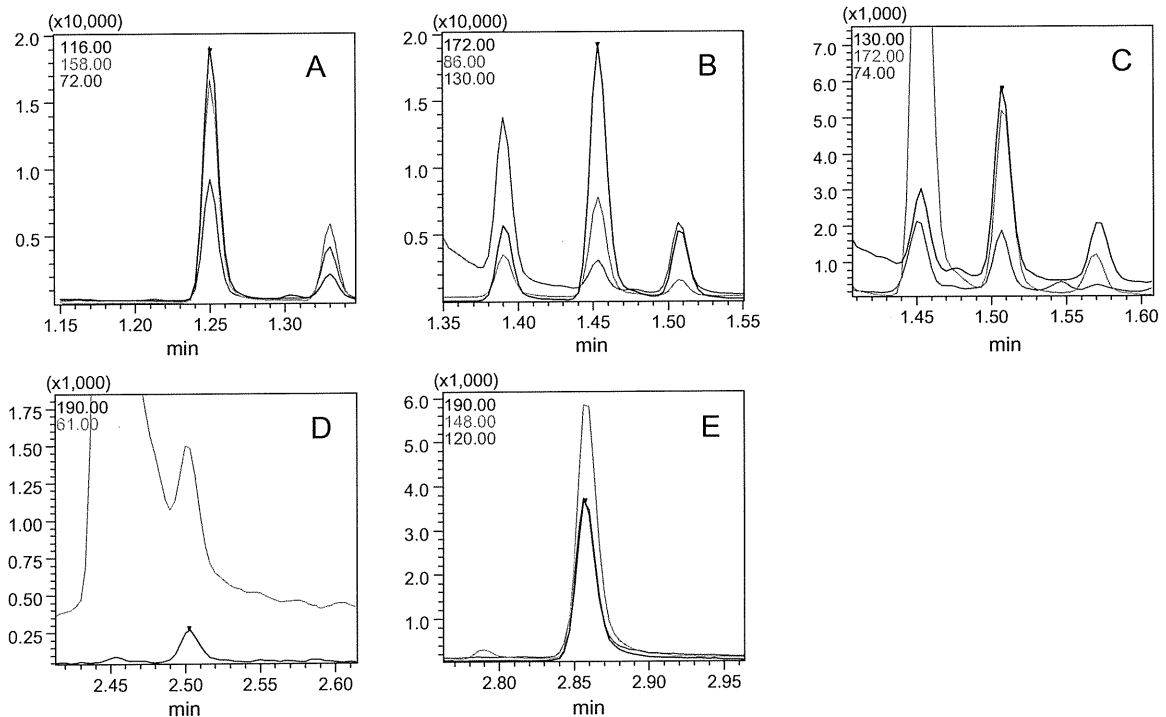 (x10,000)
2.0
1.5
1.0
0.5
116.00
158.00
72.00
A
1.15 1.20 1.25 1.30
min
(x10,000)
2.0
1.5
1.0
0.5
172.00
86.00
130.00
B
1.35 1.40 1.45 1.50 1.55
min
(x1,000)
7.0
6.0
5.0
4.0
3.0
2.0
1.0
130.00
172.00
74.00
C
1.45 1.50 1.55 1.60
min
(x1,000)
1.75
1.50
1.25
1.00
0.75
0.50
0.25
190.00
61.00
D
2.45 2.50 2.55 2.60
min
(x1,000)
6.0
5.0
4.0
3.0
2.0
1.0
190.00
148.00
120.00
E
2.80 2.85 2.90 2.95
min